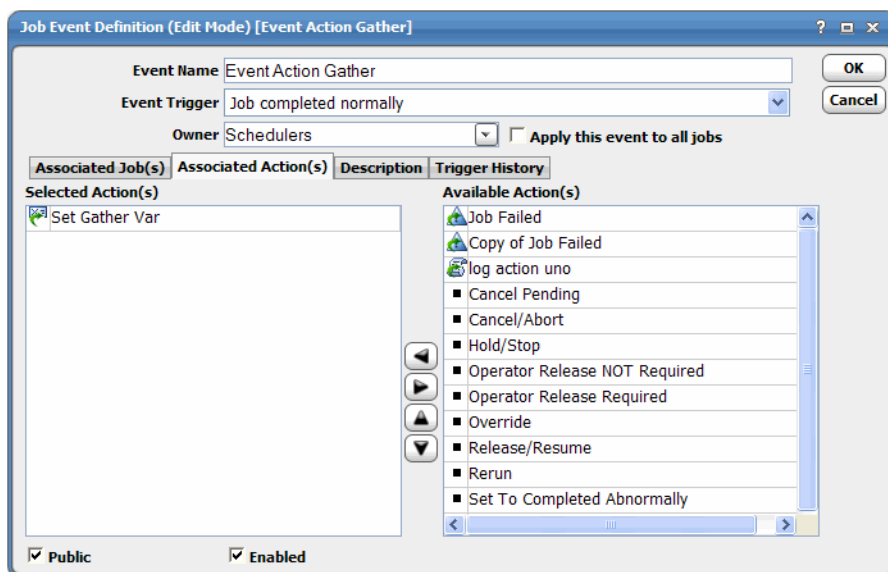 Job Event Definition (Edit Mode) [Event Action Gather]
Event Name Event Action Gather
OK
Event Trigger Job completed normally
Cancel
Owner Schedulers
Apply this event to all jobs
Associated Job(s) Associated Action(s) Description Trigger History
Selected Action(s)
Set Gather Var
Available Action(s)
Job Failed
Copy of Job Failed
log action uno
Cancel Pending
Cancel/Abort
Hold/Stop
Operator Release NOT Required
Operator Release Required
Override
Release/Resume
Rerun
Set To Completed Abnormally
Public
Enabled